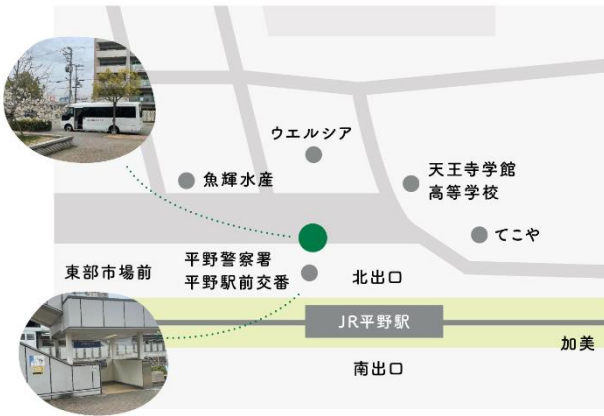 ウエルシア
魚輝水産
天王寺学館
高等学校
てこや
東部市場前
平野警察署
平野駅前交番
北出口
JR平野駅
加美
南出口